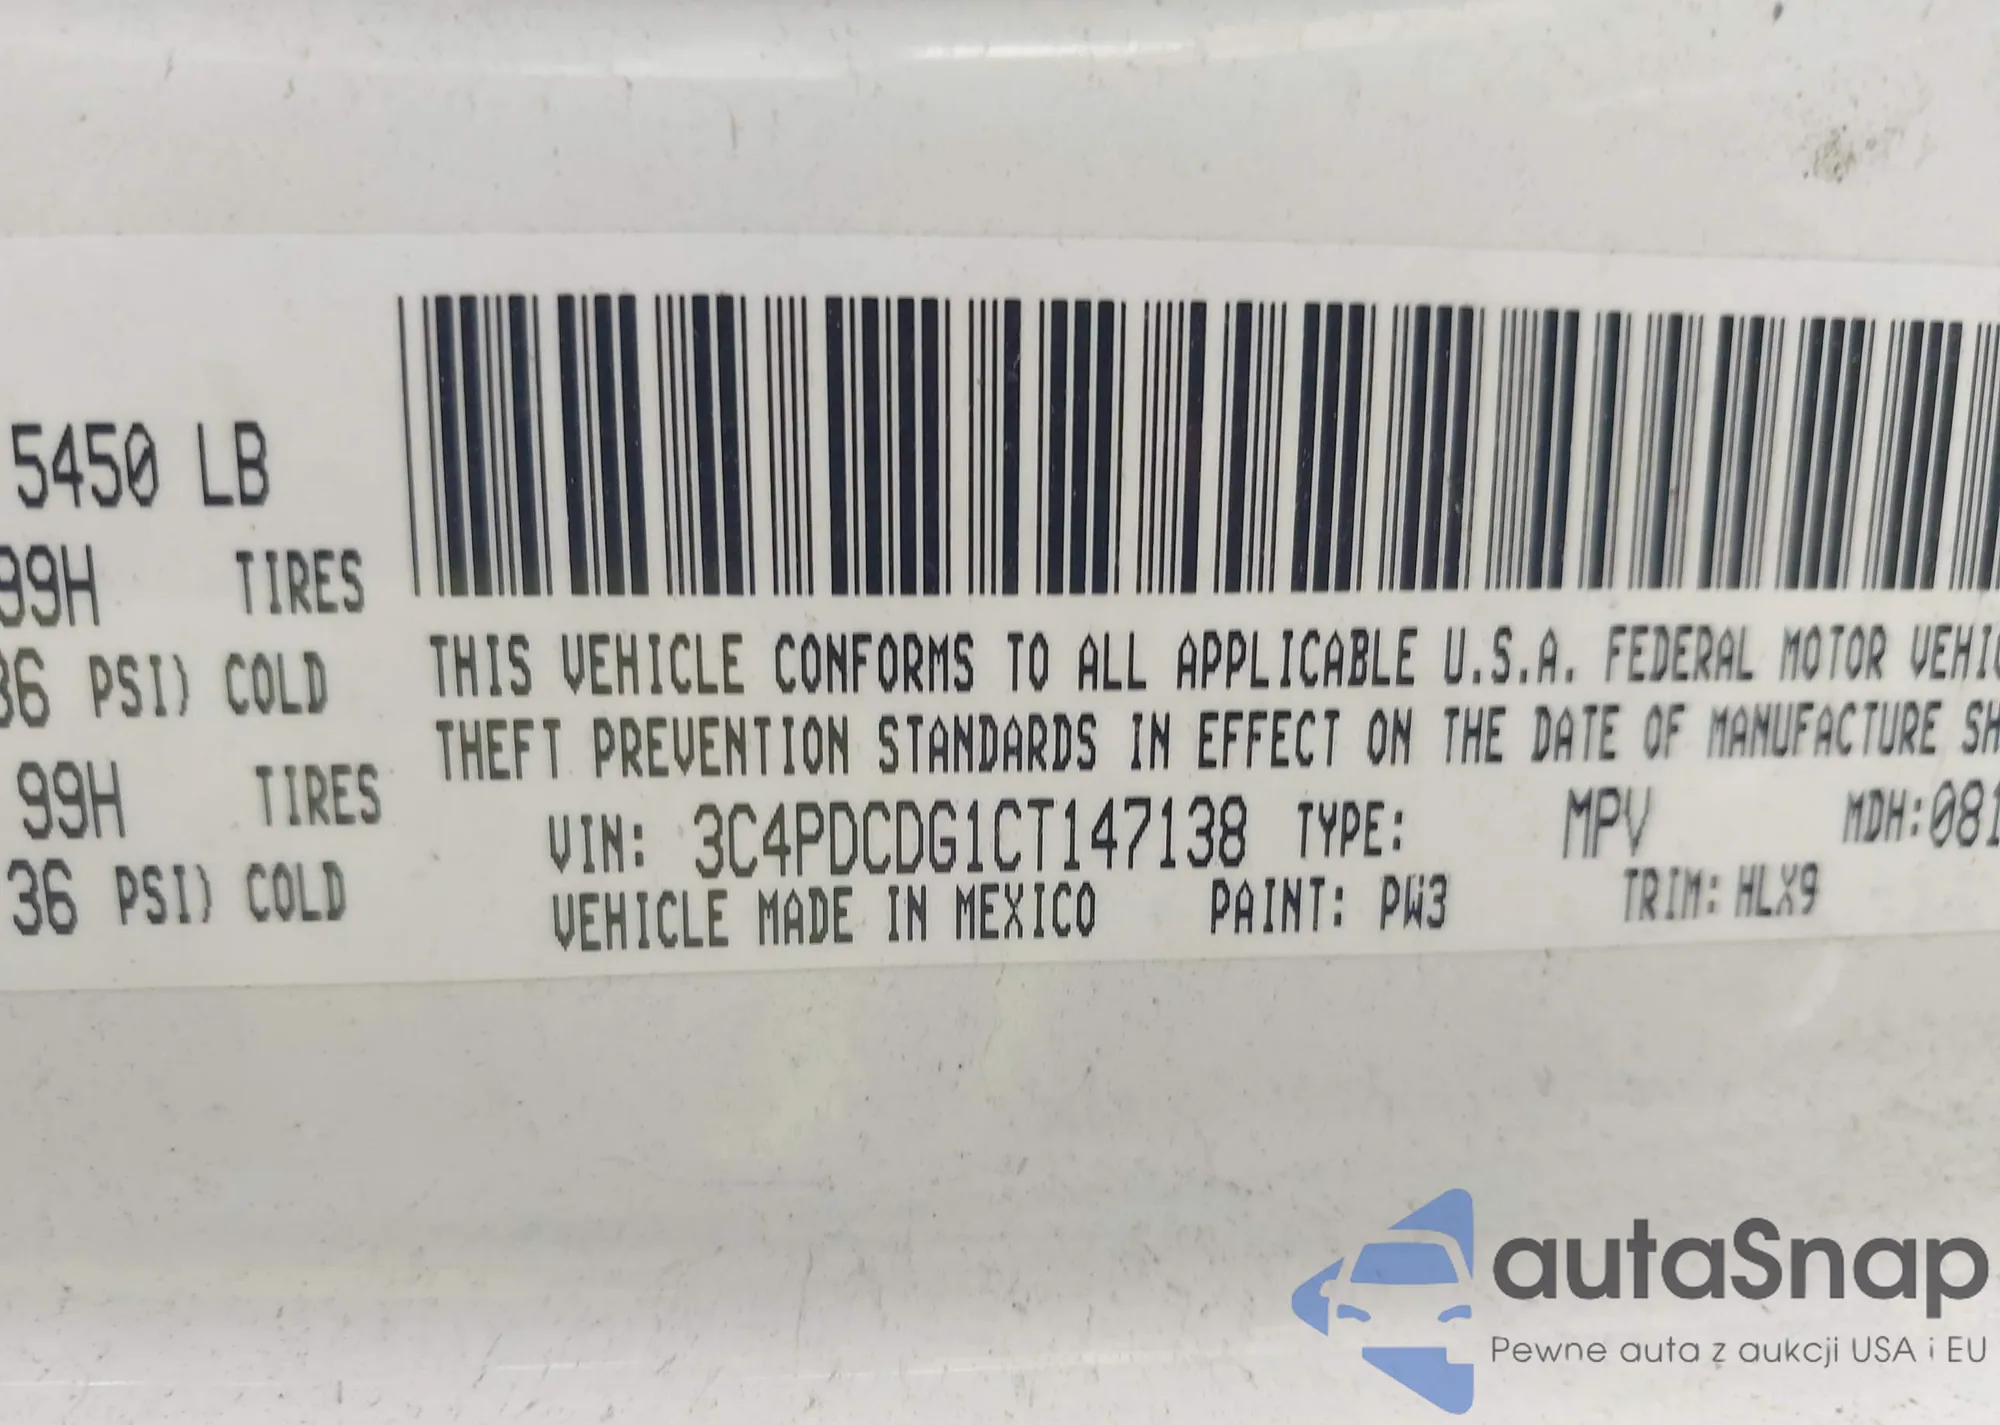 5450 LB
99H TIRES
36 PSI) COLD
99H TIRES
36 PSI) COLD
THIS VEHICLE CONFORMS TO ALL APPLICABLE U.S.A. FEDERAL MOTOR
THEFT PREVENTION STANDARDS IN EFFECT ON THE DATE OF MANUFACTURE
VIN: 3C4PDCDG1CT147138 TYPE: MPV MDH:081
VEHICLE MADE IN MEXICO PAINT: PW3 TRIM: HLX9
autaSnap
Pewne auta z aukcji USA i EU